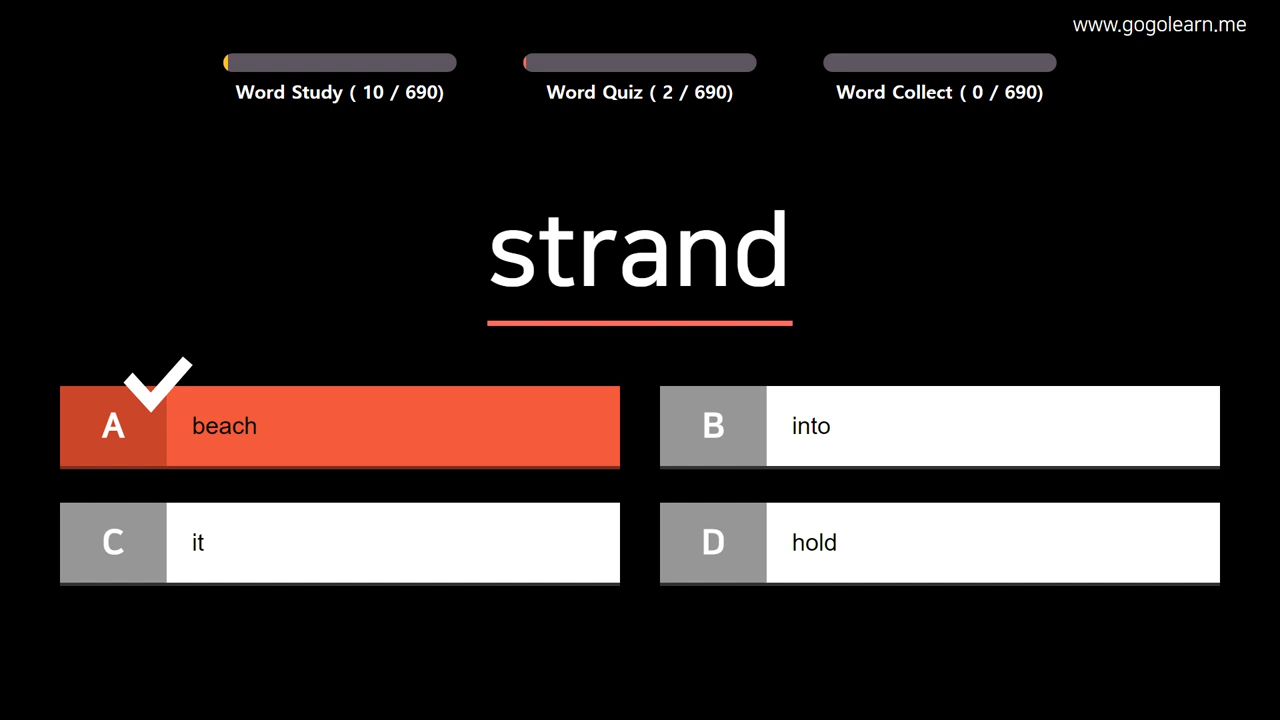 www.gogolearn.me
Word Study ( 10 / 690)
Word Quiz ( 2 / 690)
Word Collect ( 0 / 690)
strand
A
beach
B
into
C
it
D
hold